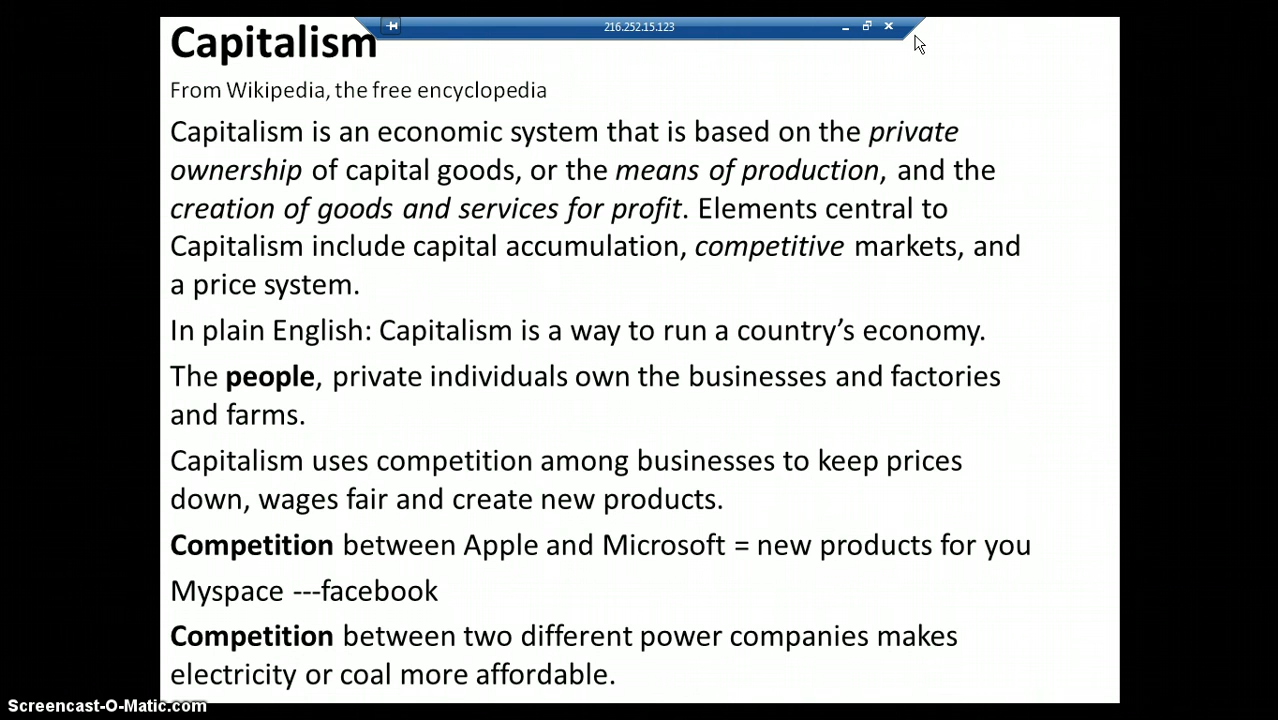 216.252.15.123
Capitalism
From Wikipedia, the free encyclopedia
Capitalism is an economic system that is based on the private
ownership of capital goods, or the means of production, and the
creation of goods and services for profit. Elements central to
Capitalism include capital accumulation, competitive markets, and
a price system.
In plain English: Capitalism is a way to run a country’s economy.
The people, private individuals own the businesses and factories
and farms.
Capitalism uses competition among businesses to keep prices
down, wages fair and create new products.
Competition between Apple and Microsoft = new products for you
Myspace ---facebook
Competition between two different power companies makes
electricity or coal more affordable.
Screencast-O-Matic.com